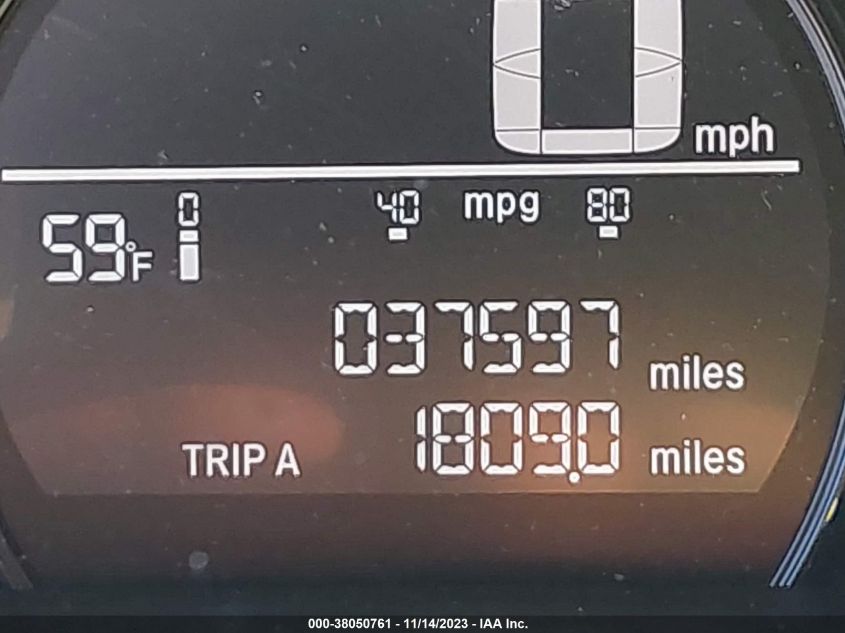 0 mph
0 40 mpg 80
59°F
037597 miles
TRIP A 1809.0 miles
000-38050761 - 11/14/2023 - IAA Inc.